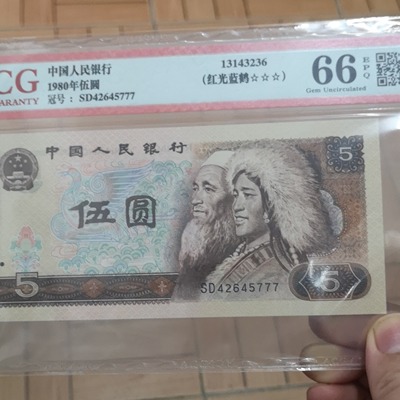 CG
ARANTY
中国人民银行
1980年伍圆
冠号: SD42645777
13143236
(红光蓝鹤☆☆☆)
66
EPQ
Gem Uncirculated
中国人民银行
5
伍圆
SD42645777
5
5